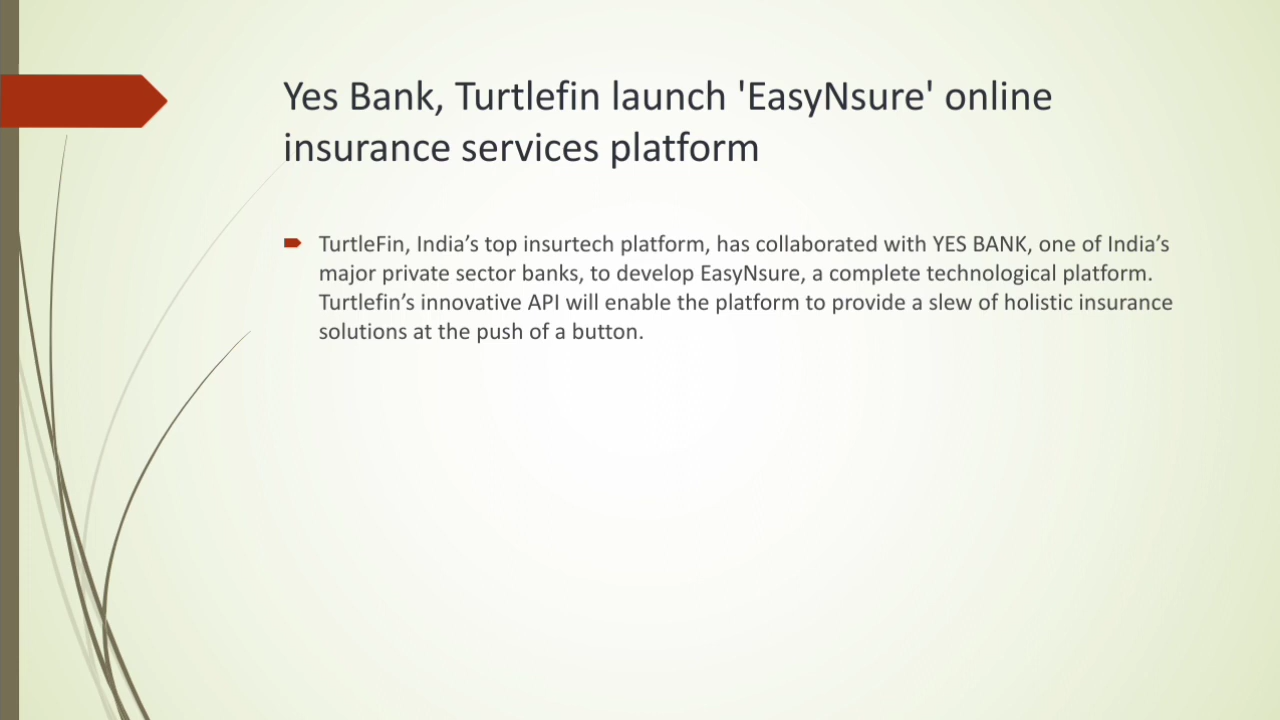 Yes Bank, Turtlefin launch 'EasyNsure' online
insurance services platform
TurtleFin, India’s top insurtech platform, has collaborated with YES BANK, one of India’s
major private sector banks, to develop EasyNsure, a complete technological platform.
Turtlefin’s innovative API will enable the platform to provide a slew of holistic insurance
solutions at the push of a button.